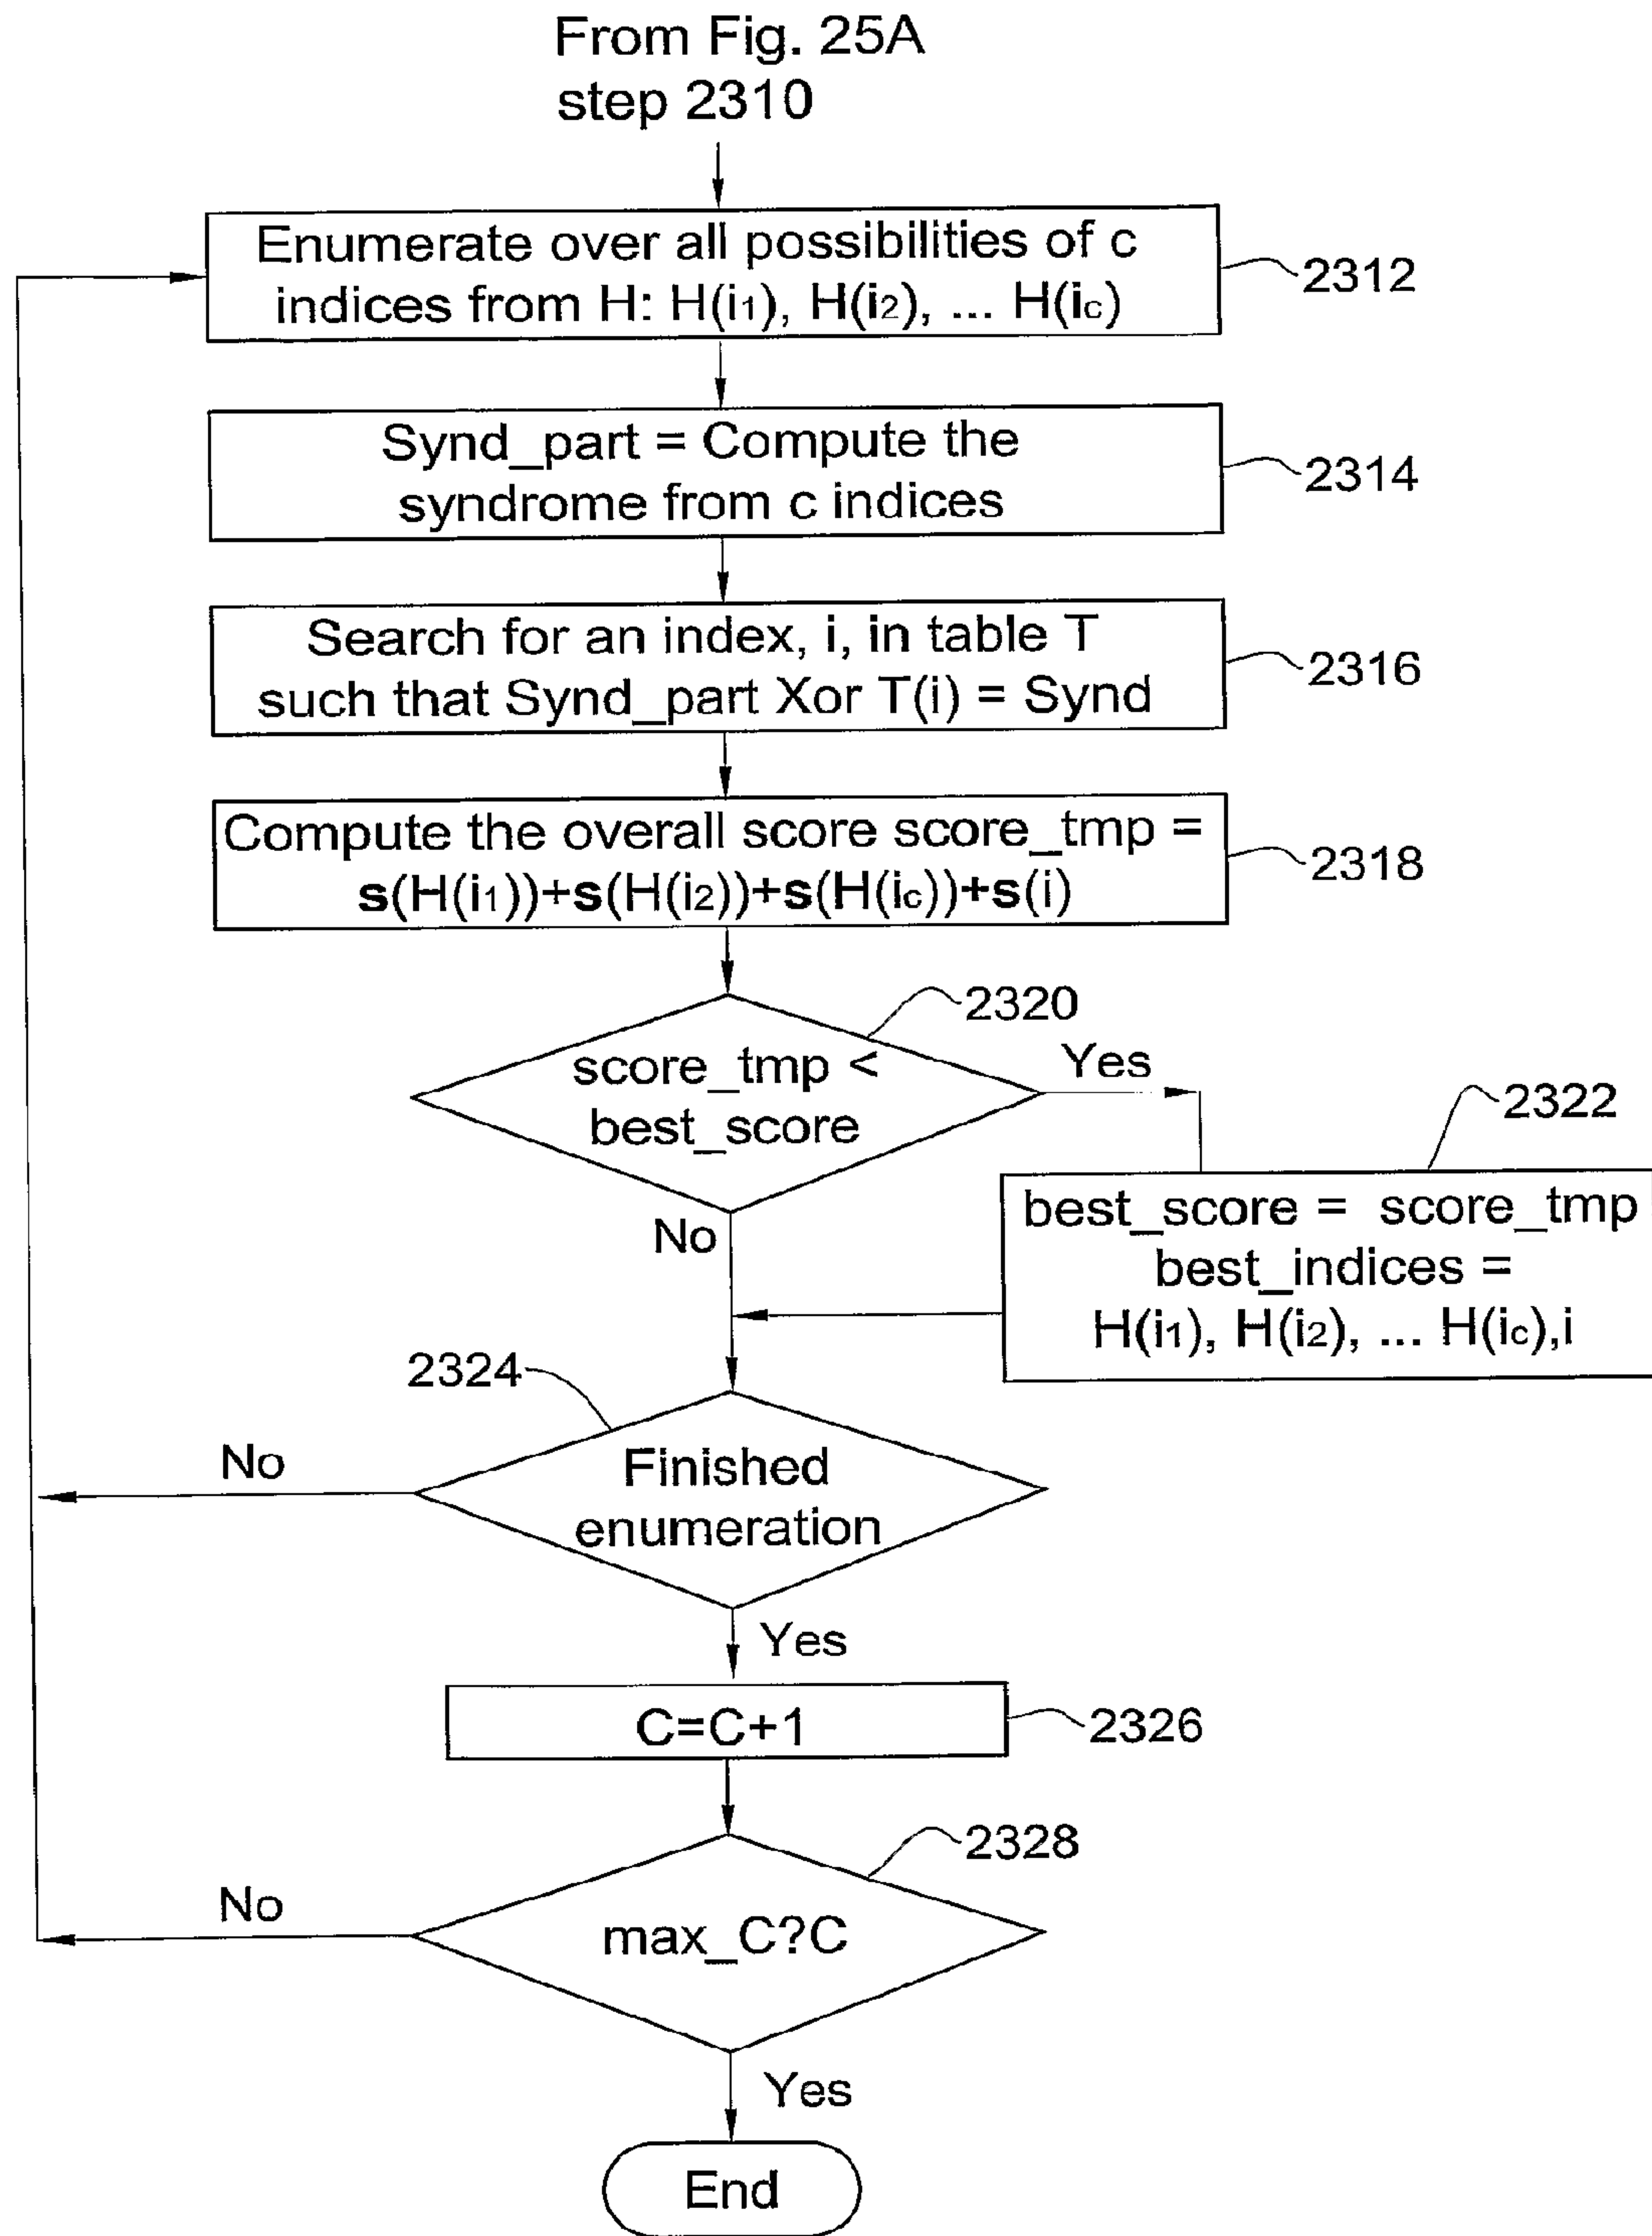 From Fig. 25A
step 2310
Enumerate over all possibilities of c
indices from H: H(i1), H(i2), ... H(ic)
2312
Synd_part = Compute the
syndrome from c indices
2314
Search for an index, i, in table T
such that Synd_part Xor T(i) = Synd
2316
Compute the overall score score_tmp =
s(H(i1))+s(H(i2))+s(H(ic))+s(i)
2318
2320
score_tmp <
best_score
Yes
2322
best_score = score_tmp
best_indices =
H(i1), H(i2), ... H(ic),i
No
2324
Finished
enumeration
No
Yes
C=C+1
2326
2328
max_C?C
No
Yes
End